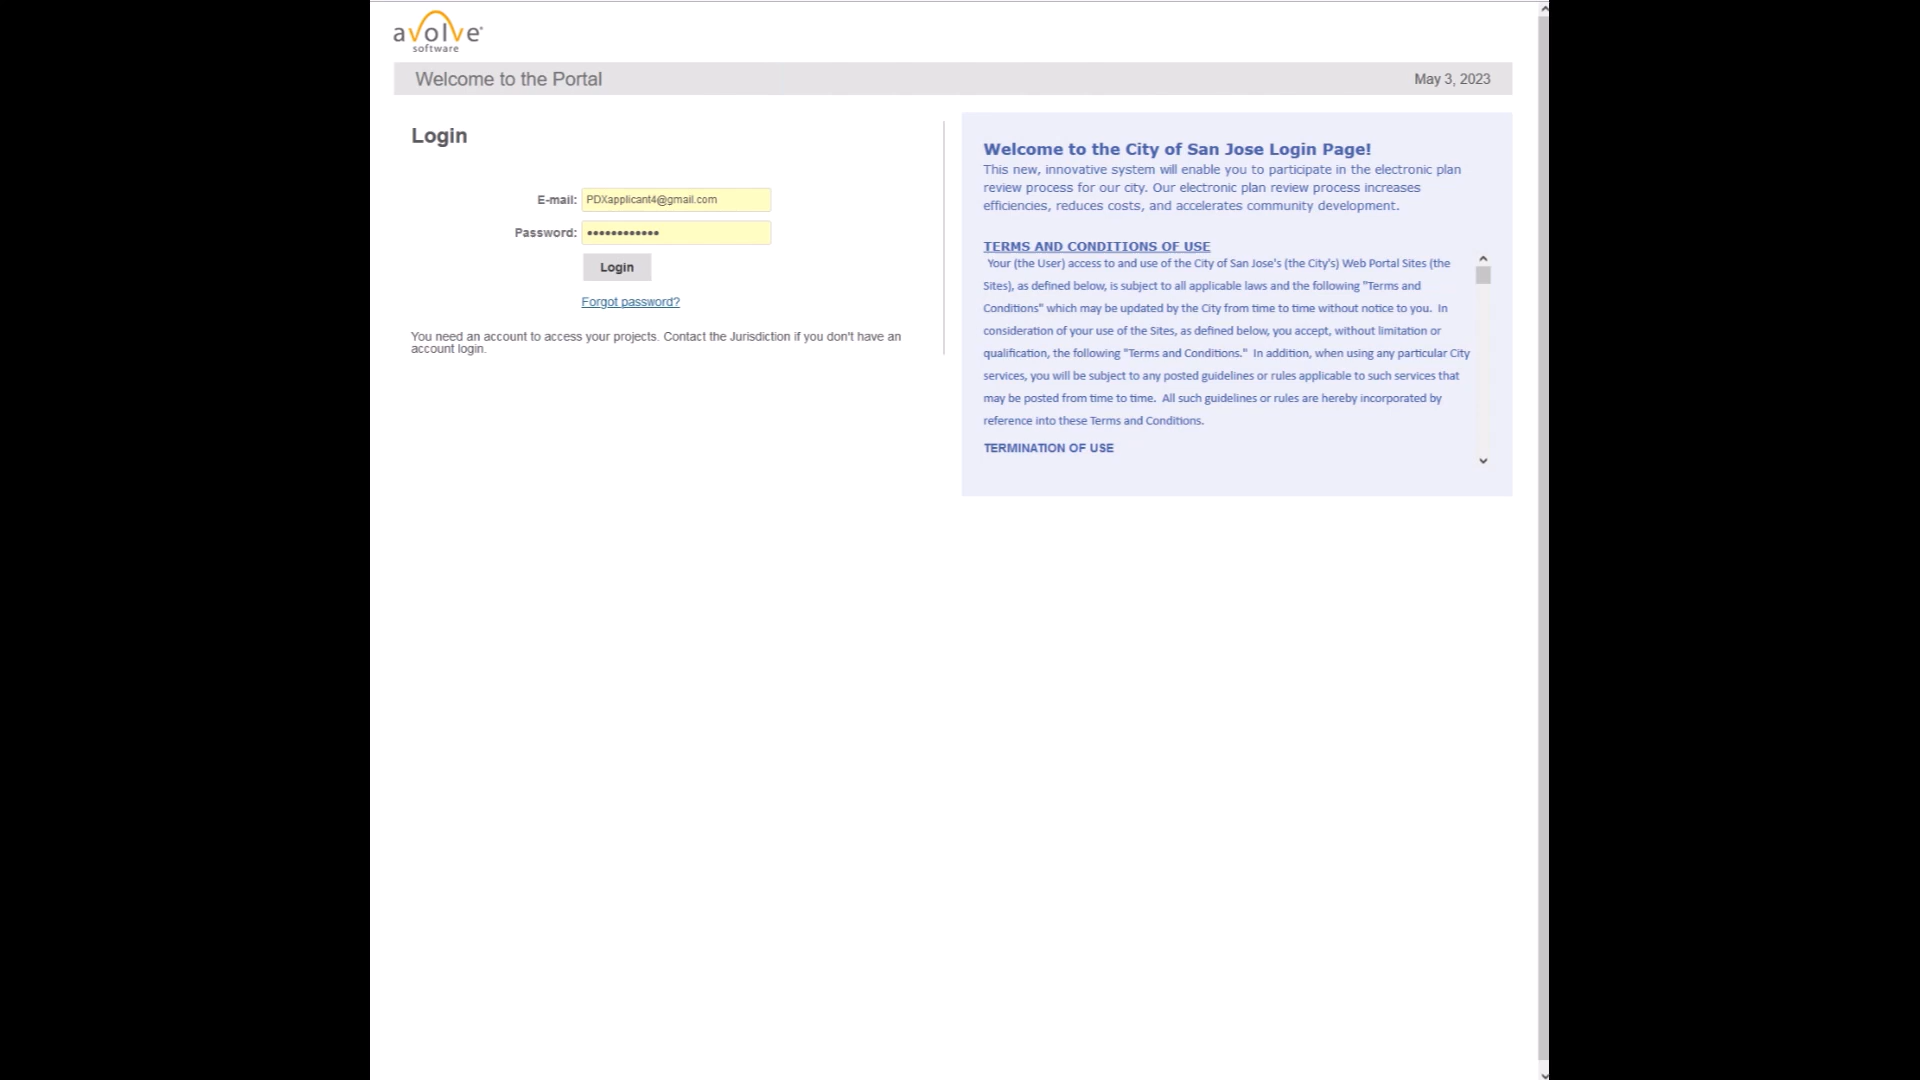 avolve
software
Welcome to the Portal
May 3, 2023
Login
E-mail: PDXapplicant4@gmail.com
Password: ••••••••••••
Login
Forgot password?
You need an account to access your projects. Contact the Jurisdiction if you don't have an
account login.
Welcome to the City of San Jose Login Page!
This new, innovative system will enable you to participate in the electronic plan
review process for our city. Our electronic plan review process increases
efficiencies, reduces costs, and accelerates community development.
TERMS AND CONDITIONS OF USE
Your (the User) access to and use of the City of San Jose's (the City's) Web Portal Sites (the
Sites), as defined below, is subject to all applicable laws and the following "Terms and
Conditions" which may be updated by the City from time to time without notice to you. In
consideration of your use of the Sites, as defined below, you accept, without limitation or
qualification, the following "Terms and Conditions." In addition, when using any particular City
services, you will be subject to any posted guidelines or rules applicable to such services that
may be posted from time to time. All such guidelines or rules are hereby incorporated by
reference into these Terms and Conditions.
TERMINATION OF USE